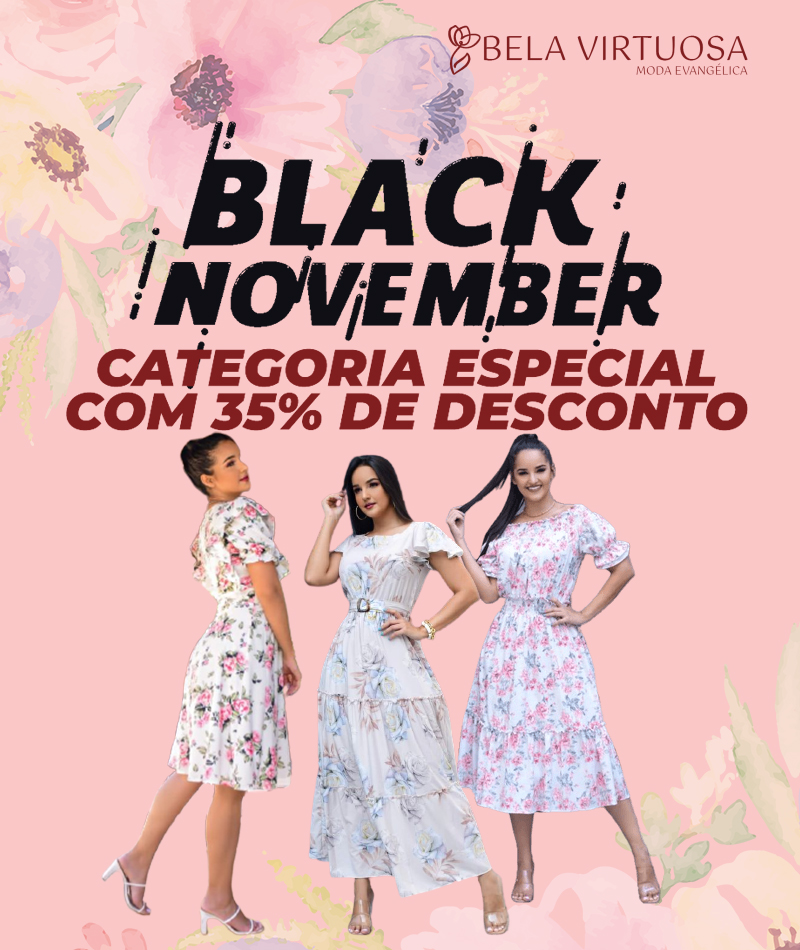 BELA VIRTUOSA
MODA EVANGÉLICA
BLACK
NOVEMBER
CATEGORIA ESPECIAL
COM 35% DE DESCONTO